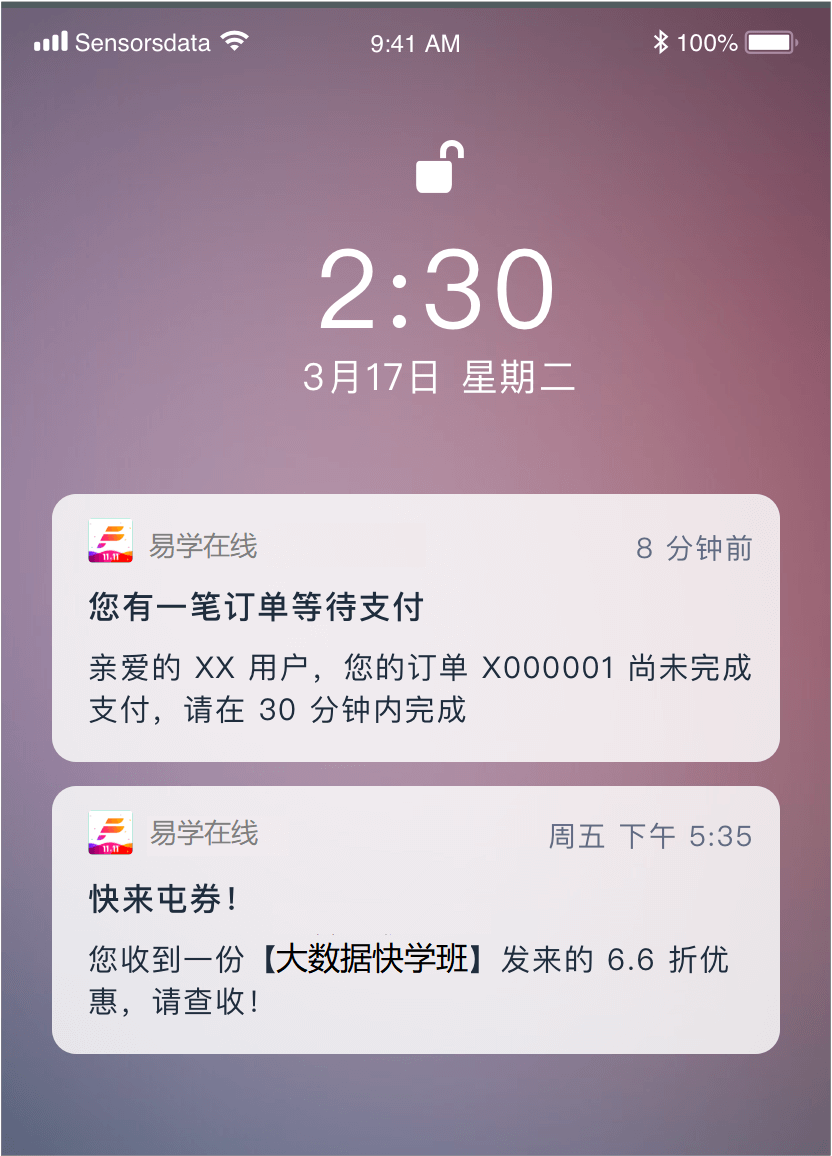 Sensorsdata 9:41 AM 100%
2:30
3月17日 星期二
11.11 易学在线 8 分钟前
您有一笔订单等待支付
亲爱的 XX 用户，您的订单 X000001 尚未完成
支付，请在 30 分钟内完成
11.11 易学在线 周五 下午 5:35
快来屯券！
您收到一份【大数据快学班】发来的 6.6 折优
惠，请查收！